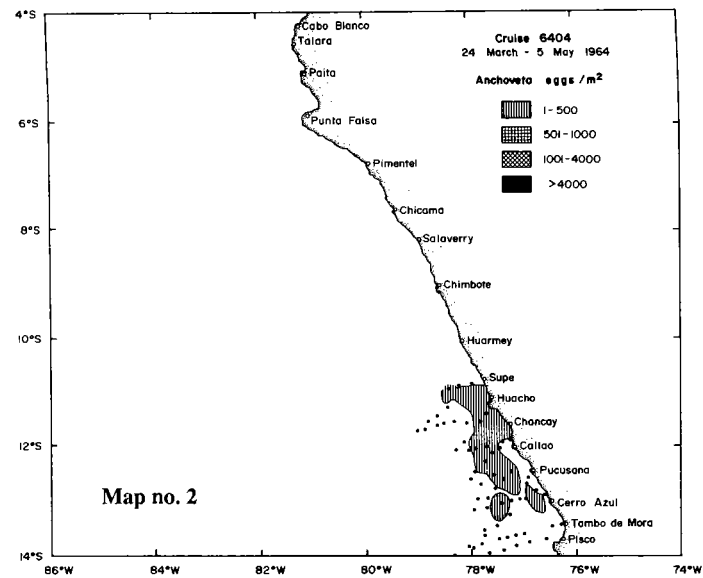 4°S
6°S
8°S
10°S
12°S
14°S
86°W
84°W
82°W
80°W
78°W
76°W
74°W
Cruise 6404
24 March - 5 May 1964
Anchoveta eggs /m²
1-500
501-1000
1001-4000
>4000
Cabo Blanco
Talara
Paita
Punta Falsa
Pimentel
Chicama
Salaverry
Chimbote
Huarmey
Supe
Huacho
Chancay
Callao
Pucusana
Cerro Azul
Tambo de Mora
Pisco
Map no. 2